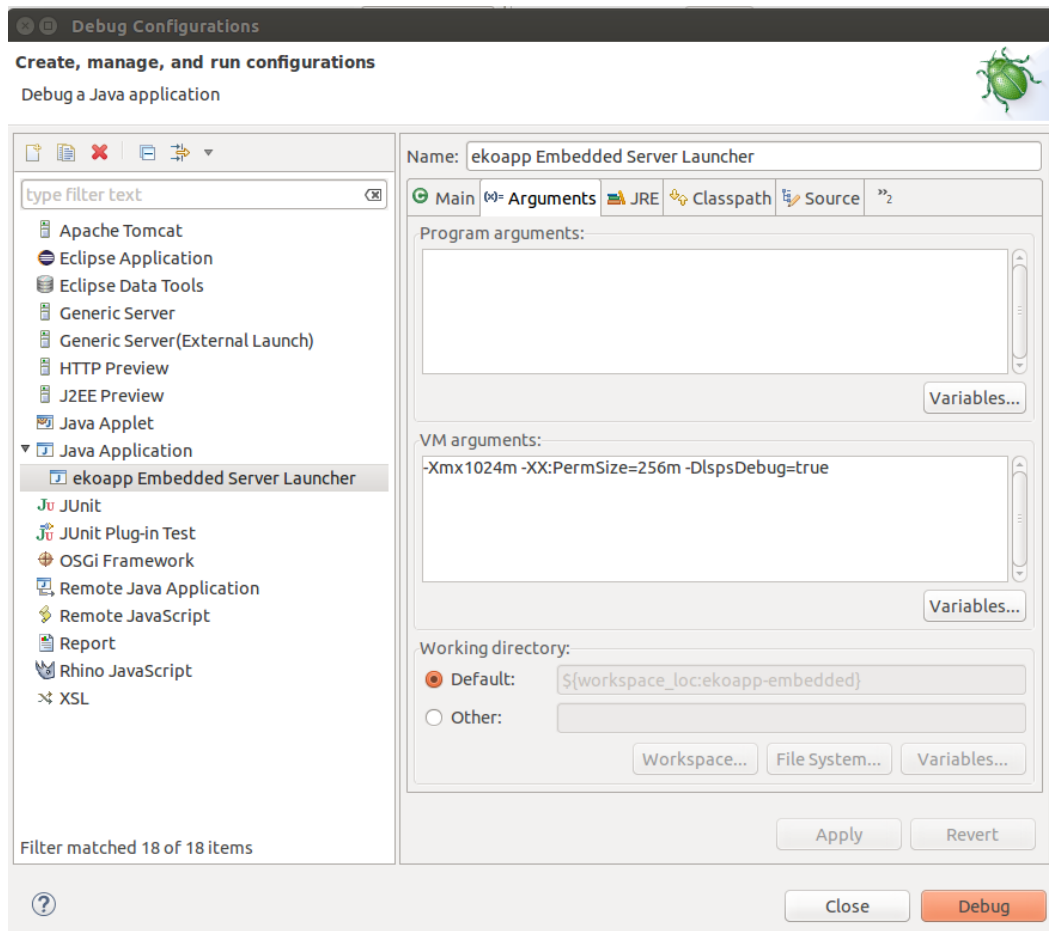 Debug Configurations
Create, manage, and run configurations
Debug a Java application
type filter text
Apache Tomcat
Eclipse Application
Eclipse Data Tools
Generic Server
Generic Server(External Launch)
HTTP Preview
J2EE Preview
Java Applet
Java Application
ekoapp Embedded Server Launcher
Ju JUnit
JUnit Plug-in Test
OSGi Framework
Remote Java Application
Remote JavaScript
Report
Rhino JavaScript
XSL
Filter matched 18 of 18 items
Name: ekoapp Embedded Server Launcher
Main (x)= Arguments JRE Classpath Source »2
Program arguments:
Variables...
VM arguments:
-Xmx1024m -XX:PermSize=256m -DlspsDebug=true
Variables...
Working directory:
Default: ${workspace_loc:ekoapp-embedded}
Other:
Workspace... File System... Variables...
Apply Revert
Close Debug